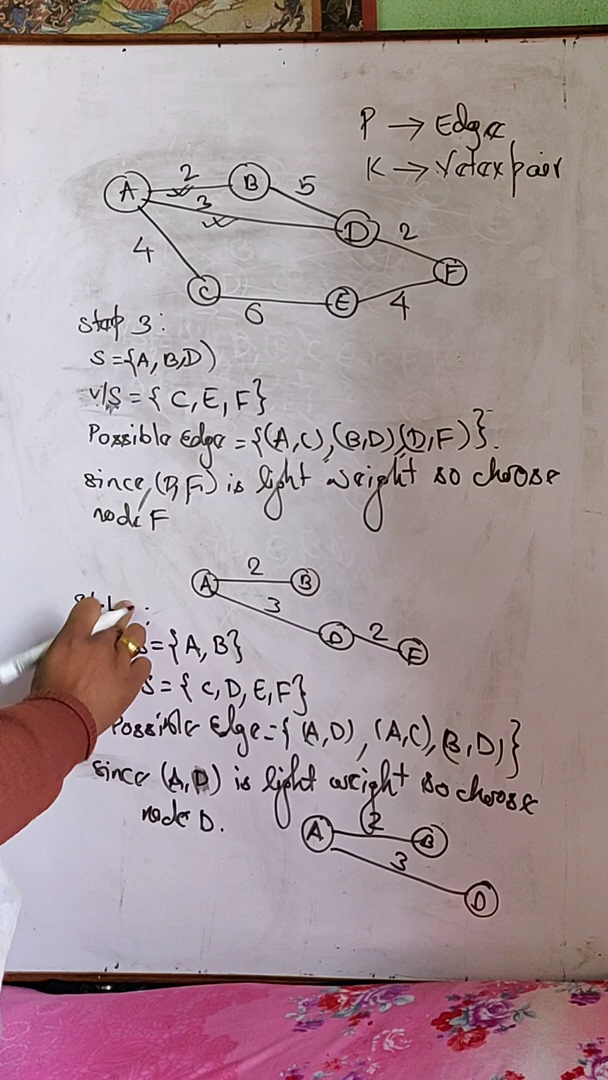 P → Edge
K → Vatex pair
A 2 B 5
3
D 2
4
F
C 6 E 4
step 3:
S={A, B, D)
V/S = { C, E, F}
Possible edge = {(A,C), (B,D) (D,F)}.
since, (D,F) is light weight so choose
node F
A 2 B
3
D 2 F
S={A, B}
S = { C, D, E, F}
Possible Edge = { (A,D), (A,C), (B,D)}
since (A,D) is light weight so choose
node D.
A 2 B
3
D